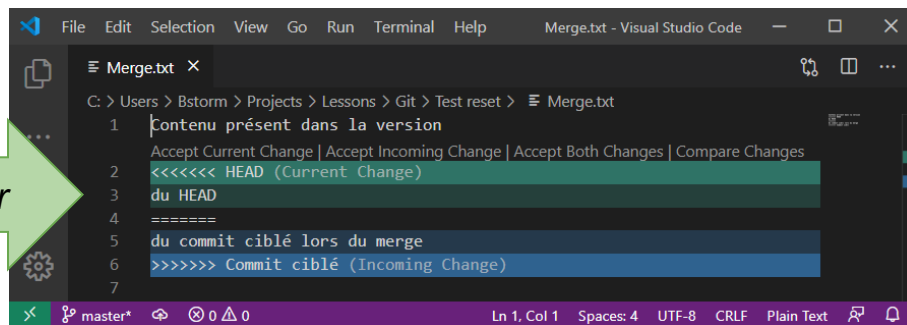 File Edit Selection View Go Run Terminal Help Merge.txt - Visual Studio Code
Merge.txt
C: > Users > Bstorm > Projects > Lessons > Git > Test reset > Merge.txt
1 Contenu présent dans la version
Accept Current Change | Accept Incoming Change | Accept Both Changes | Compare Changes
2 <<<<<<< HEAD (Current Change)
3 du HEAD
4 =======
5 du commit ciblé lors du merge
6 >>>>>>> Commit ciblé (Incoming Change)
7
r
master* 0 0 Ln 1, Col 1 Spaces: 4 UTF-8 CRLF Plain Text